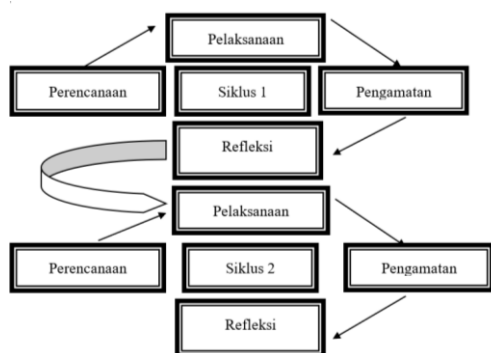 Pelaksanaan
Perencanaan
Siklus 1
Pengamatan
Refleksi
Pelaksanaan
Perencanaan
Siklus 2
Pengamatan
Refleksi